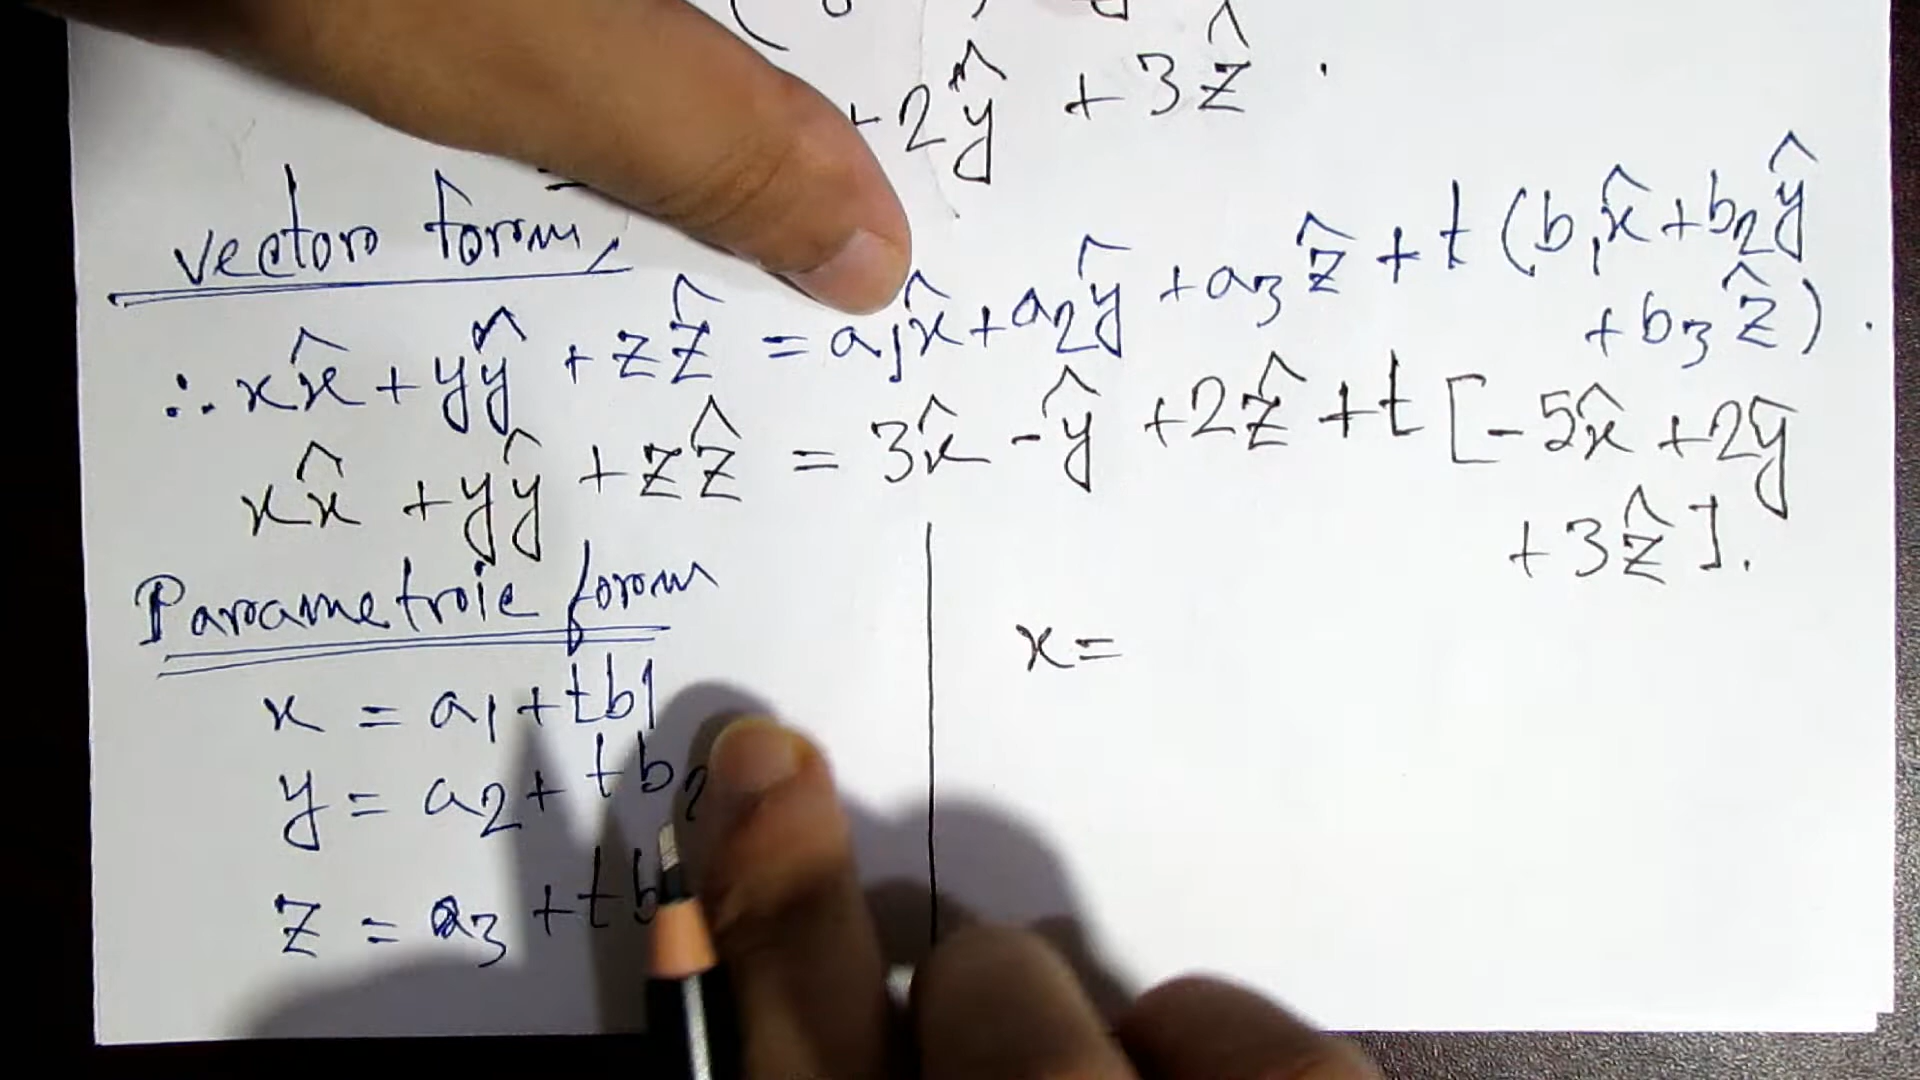 +2ŷ + 3ẑ .
vector form,
∴ xx̂ + yŷ + zẑ = a₁x̂ + a₂ŷ + a₃ẑ + t (b₁x̂ + b₂ŷ
+ b₃ẑ) .
xx̂ + yŷ + zẑ = 3x̂ - ŷ + 2ẑ + t [-5x̂ + 2ŷ
+ 3ẑ].
Parametric form
x = a₁ + tb1
x =
y = a₂ + tb₂
z = a₃ + tb